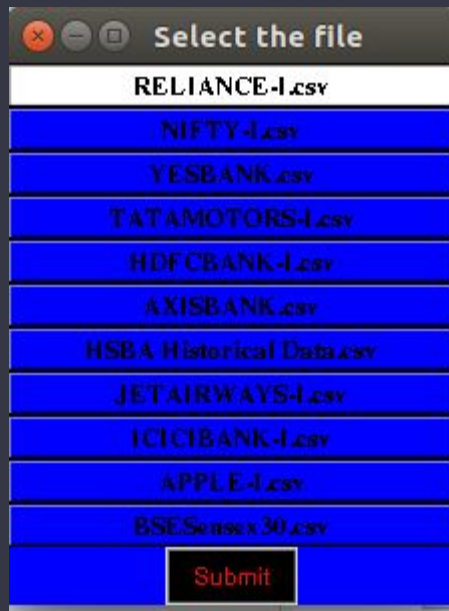 Select the file
RELIANCE-I.csv
NIFTY-I.csv
YESBANK.csv
TATAMOTORS-I.csv
HDFCBANK-I.csv
AXISBANK.csv
HSBA Historical Data.csv
JETAIRWAYS-I.csv
ICICIBANK-I.csv
APPLE-I.csv
BSESensex30.csv
Submit